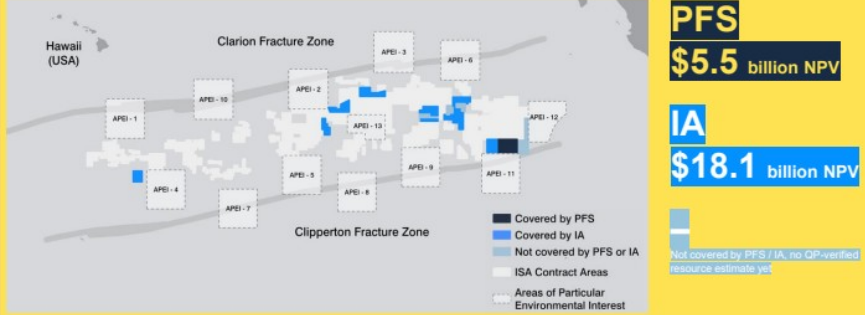 Hawaii
(USA)
Clarion Fracture Zone
APEI - 3
APEI - 6
APEI - 2
APEI - 10
APEI - 1
APEI - 13
APEI - 12
APEI - 9
APEI - 5
APEI - 11
APEI - 4
APEI - 8
APEI - 7
Clipperton Fracture Zone
Covered by PFS
Covered by IA
Not covered by PFS or IA
ISA Contract Areas
Areas of Particular
Environmental Interest
PFS
$5.5 billion NPV
IA
$18.1 billion NPV
–
Not covered by PFS / IA, no QP-verified
resource estimate yet